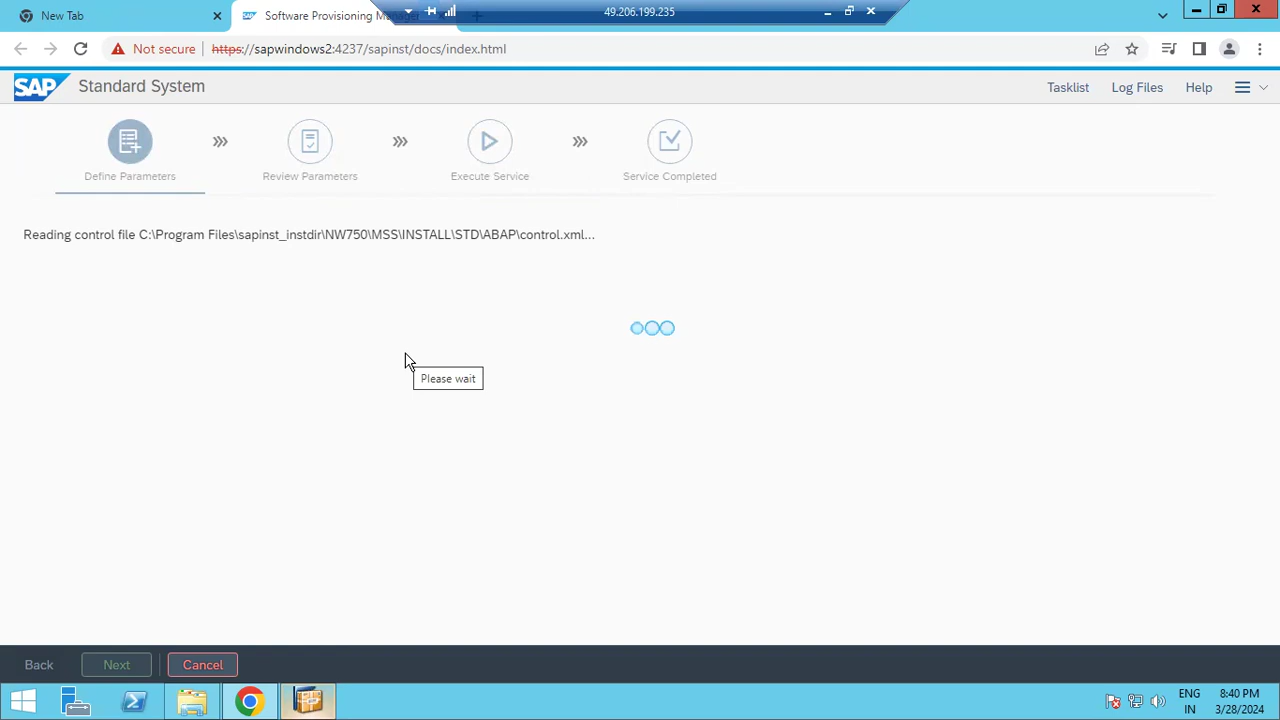 New Tab
Software Provisioning Man
49.206.199.235
Not secure
https://sapwindows2:4237/sapinst/docs/index.html
SAP
Standard System
Tasklist
Log Files
Help
Define Parameters
Review Parameters
Execute Service
Service Completed
Reading control file C:\Program Files\sapinst_instdir\NW750\MSS\INSTALL\STD\ABAP\control.xml...
Please wait
Back
Next
Cancel
ENG
IN
8:40 PM
3/28/2024